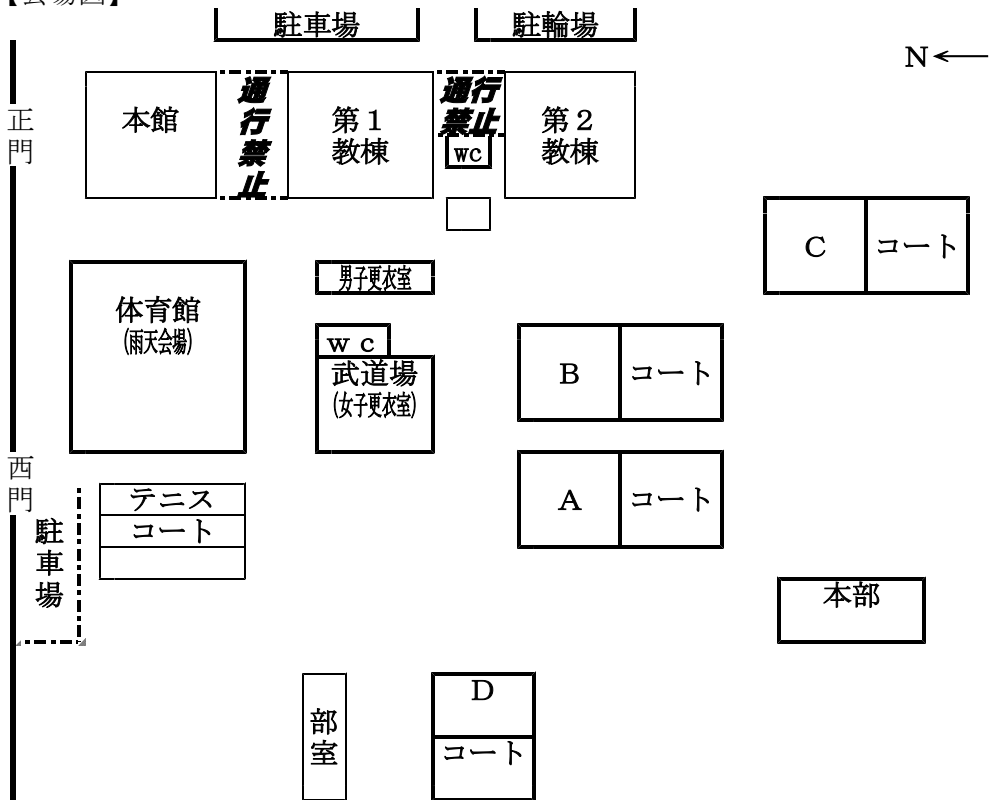 駐車場
駐輪場
N
正門
本館
通行禁止
第１
教棟
通行
禁止
wc
第２
教棟
C
コート
体育館
(雨天会場)
男子更衣室
ｗｃ
武道場
(女子更衣室)
B
コート
西門
駐車場
テニス
コート
A
コート
本部
部室
D
コート